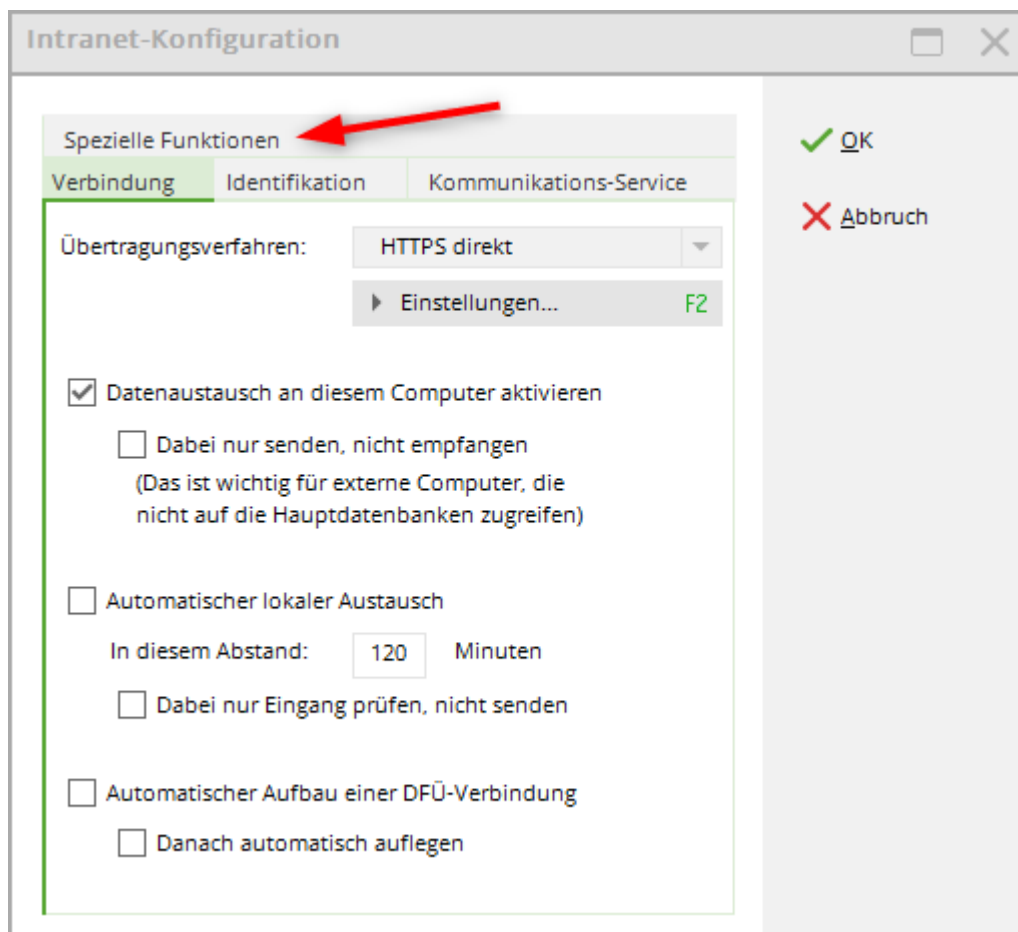 Intranet-Konfiguration
Spezielle Funktionen
Verbindung Identifikation Kommunikations-Service
Übertragungsverfahren: HTTPS direkt
Einstellungen... F2
Datenaustausch an diesem Computer aktivieren
Dabei nur senden, nicht empfangen
(Das ist wichtig für externe Computer, die
nicht auf die Hauptdatenbanken zugreifen)
Automatischer lokaler Austausch
In diesem Abstand: 120 Minuten
Dabei nur Eingang prüfen, nicht senden
Automatischer Aufbau einer DFÜ-Verbindung
Danach automatisch auflegen
OK
Abbruch